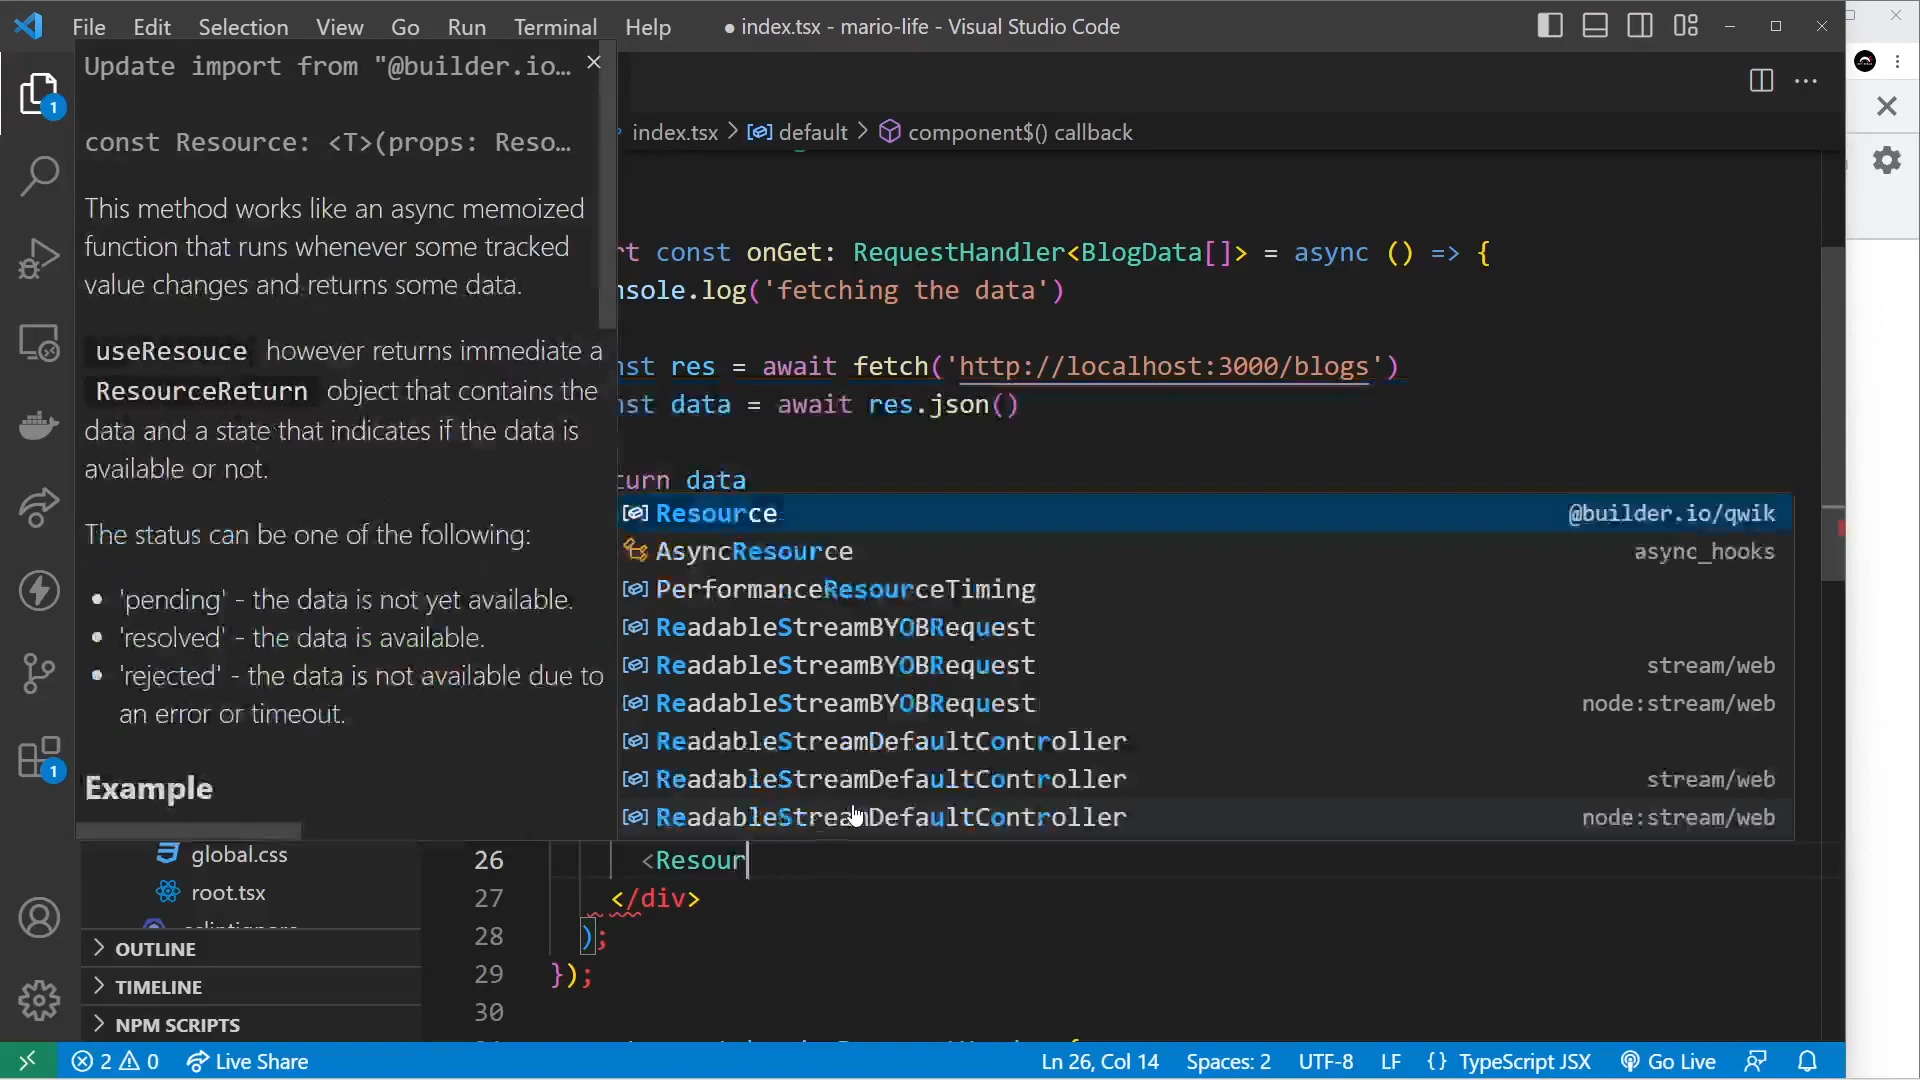 File Edit Selection View Go Run Terminal Help
● index.tsx - mario-life - Visual Studio Code
Update import from "@builder.io…
const Resource: <T>(props: Reso…
This method works like an async memoized
function that runs whenever some tracked
value changes and returns some data.
useResouce however returns immediate a
ResourceReturn object that contains the
data and a state that indicates if the data is
available or not.
The status can be one of the following:
• 'pending' - the data is not yet available.
• 'resolved' - the data is available.
• 'rejected' - the data is not available due to
an error or timeout.
Example
index.tsx > default > component$() callback
rt const onGet: RequestHandler<BlogData[]> = async () => {
nsole.log('fetching the data')
nst res = await fetch('http://localhost:3000/blogs')
nst data = await res.json()
turn data
Resource @builder.io/qwik
AsyncResource async_hooks
PerformanceResourceTiming
ReadableStreamBYOBRequest
ReadableStreamBYOBRequest stream/web
ReadableStreamBYOBRequest node:stream/web
ReadableStreamDefaultController
ReadableStreamDefaultController stream/web
ReadableStreamDefaultController node:stream/web
26 <Resour
27 </div>
28 );
29 });
30
1
1
global.css
root.tsx
OUTLINE
TIMELINE
NPM SCRIPTS
2 0 Live Share
Ln 26, Col 14 Spaces: 2 UTF-8 LF {} TypeScript JSX Go Live